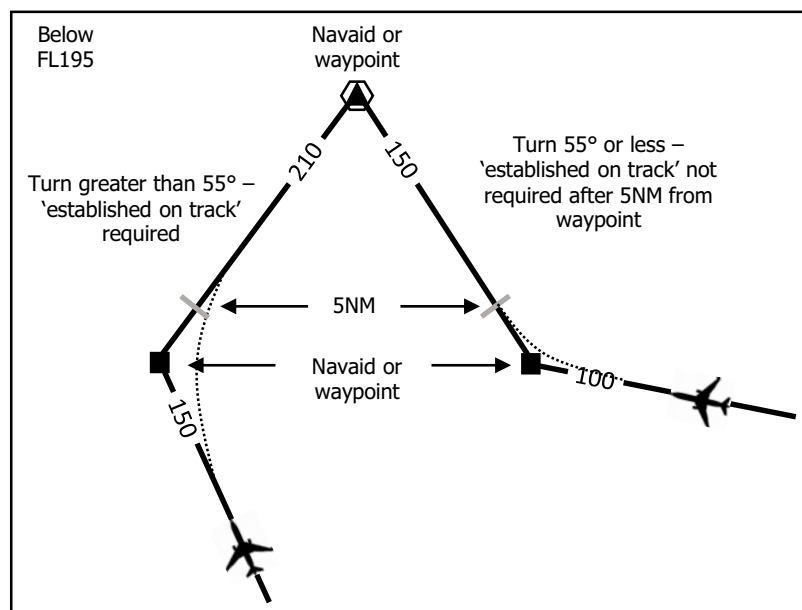 Below
FL195
Navaid or
waypoint
210
150
Turn greater than 55° –
‘established on track’
required
Turn 55° or less –
‘established on track’ not
required after 5NM from
waypoint
5NM
Navaid or
waypoint
150
100